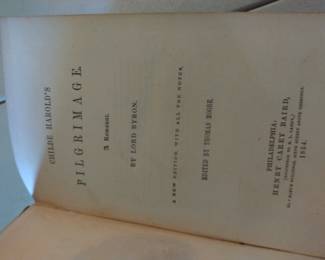 CHILDE HAROLD'S
PILGRIMAGE.
A Romaunt.
BY LORD BYRON.
A NEW EDITION, WITH ALL THE NOTES,
EDITED BY THOMAS MOORE.
PHILADELPHIA:
HENRY CAREY BAIRD,
1854.